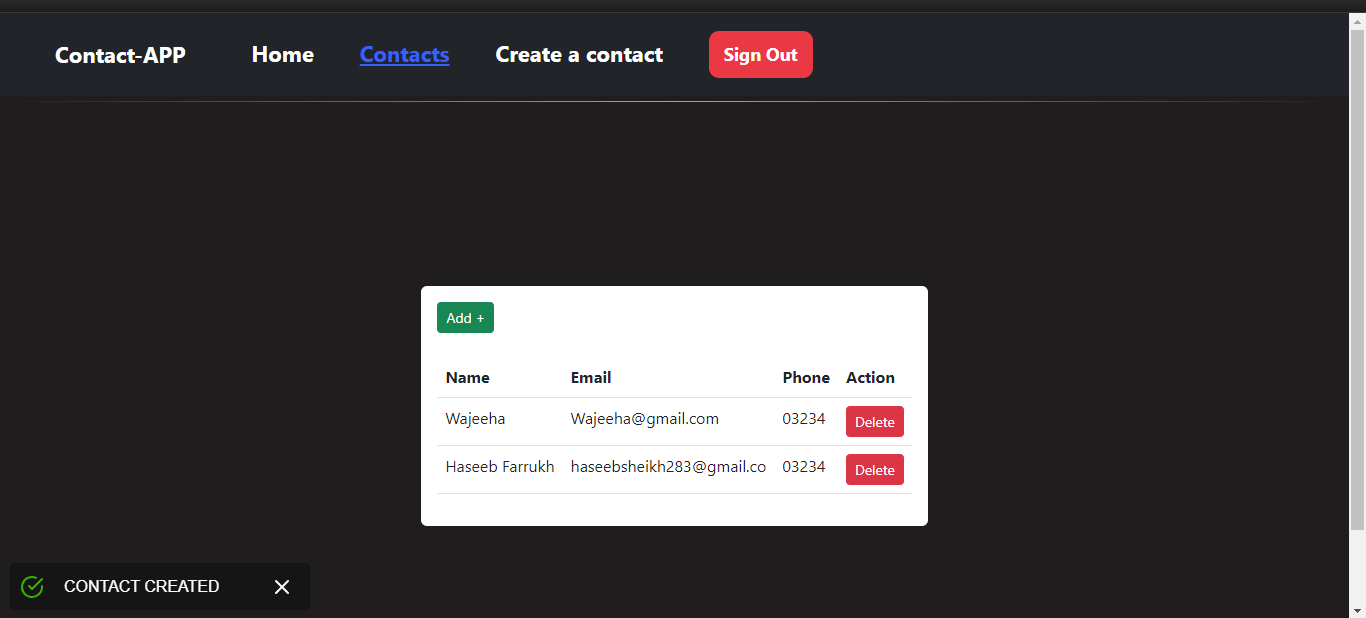 Contact-APP Home Contacts Create a contact Sign Out
Add +
Name Email Phone Action
Wajeeha Wajeeha@gmail.com 03234 Delete
Haseeb Farrukh haseebsheikh283@gmail.co 03234 Delete
CONTACT CREATED